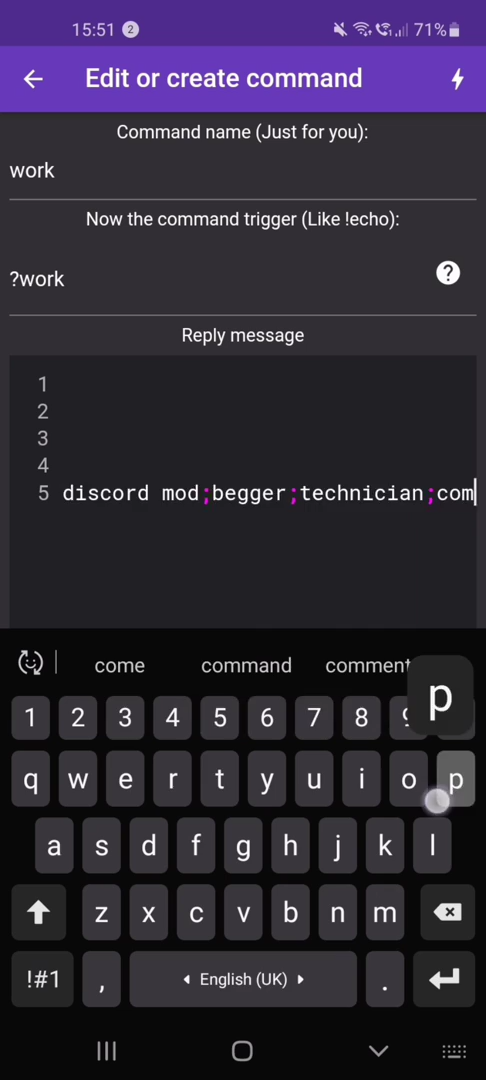 15:51 2 71%
Edit or create command
Command name (Just for you):
work
Now the command trigger (Like !echo):
?work
?
Reply message
1
2
3
4
5 discord mod;begger;technician;com
come command comment
p
1 2 3 4 5 6 7 8 9
q w e r t y u i o p
a s d f g h j k l
z x c v b n m
!#1 , English (UK) .